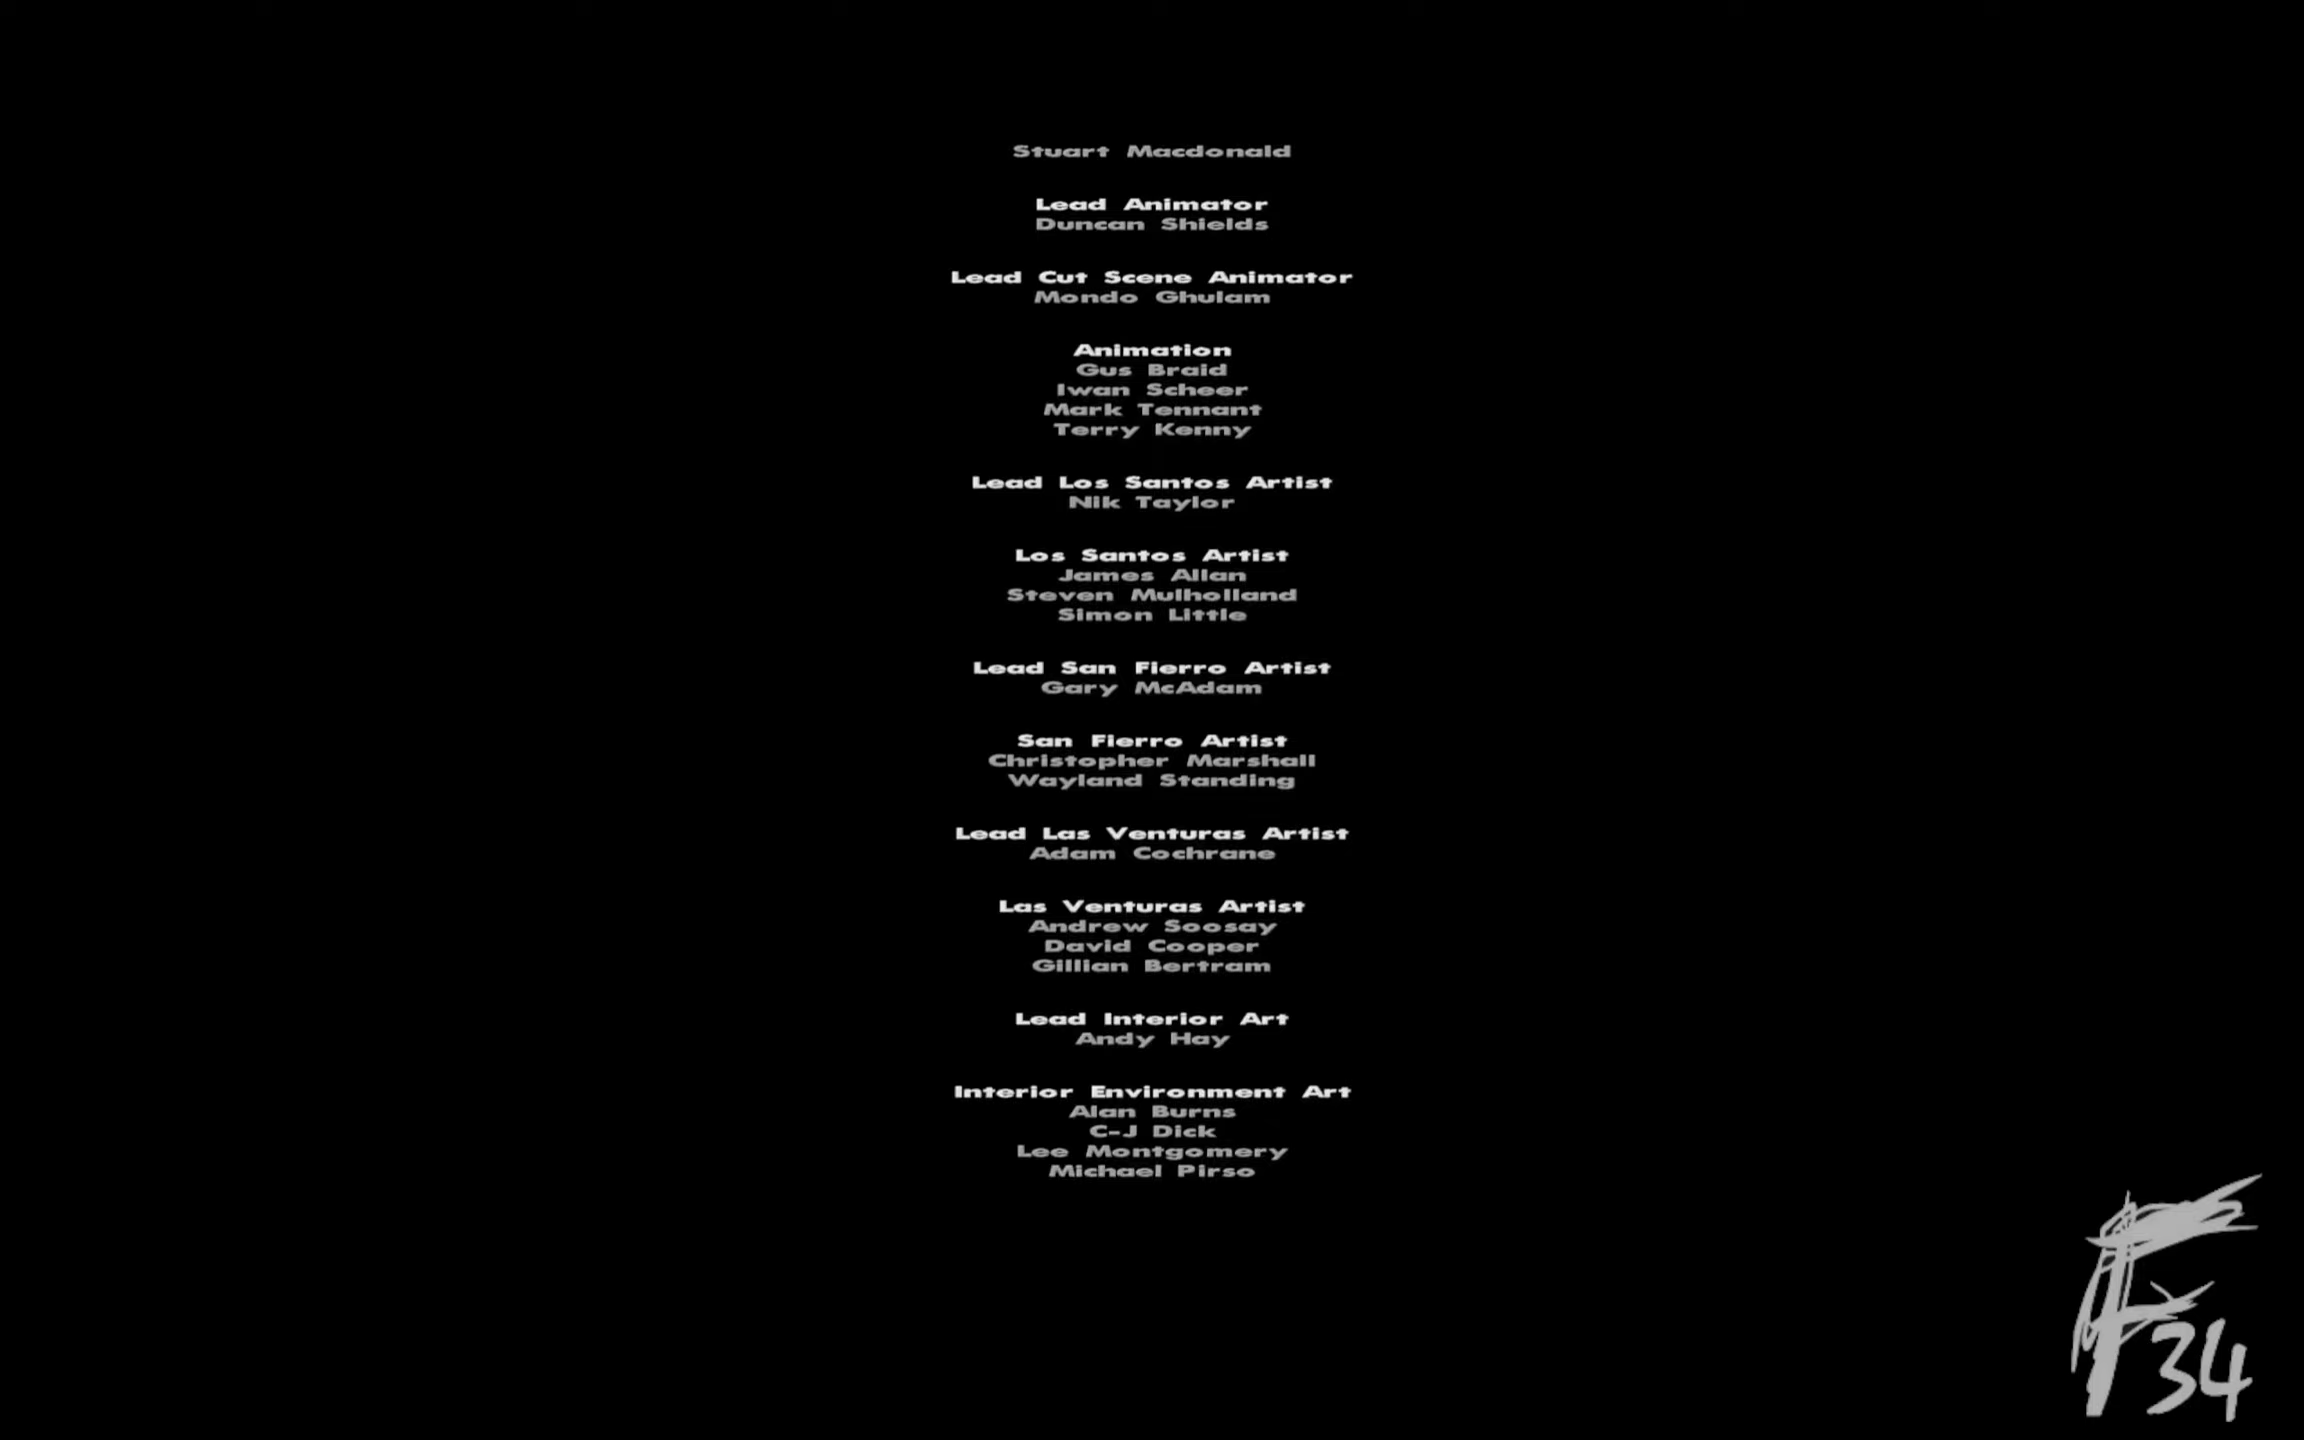 Stuart Macdonald
Lead Animator
Duncan Shields
Lead Cut Scene Animator
Mondo Ghulam
Animation
Gus Braid
Iwan Scheer
Mark Tennant
Terry Kenny
Lead Los Santos Artist
Nik Taylor
Los Santos Artist
James Allan
Steven Mulholland
Simon Little
Lead San Fierro Artist
Gary McAdam
San Fierro Artist
Christopher Marshall
Wayland Standing
Lead Las Venturas Artist
Adam Cochrane
Las Venturas Artist
Andrew Soosay
David Cooper
Gillian Bertram
Lead Interior Art
Andy Hay
Interior Environment Art
Alan Burns
C-J Dick
Lee Montgomery
Michael Pirso
F34